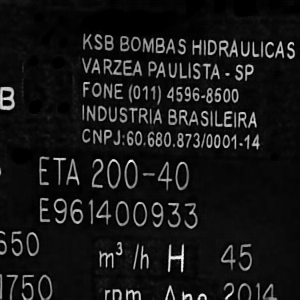 KSB BOMBAS HIDRAULICAS
VARZEA PAULISTA - SP
FONE (011) 4596-8500
B
INDUSTRIA BRASILEIRA
CNPJ:60.680.873/0001-14
ETA 200-40
E961400933
650 m³/h H 45
1750 rpm Ano 2014